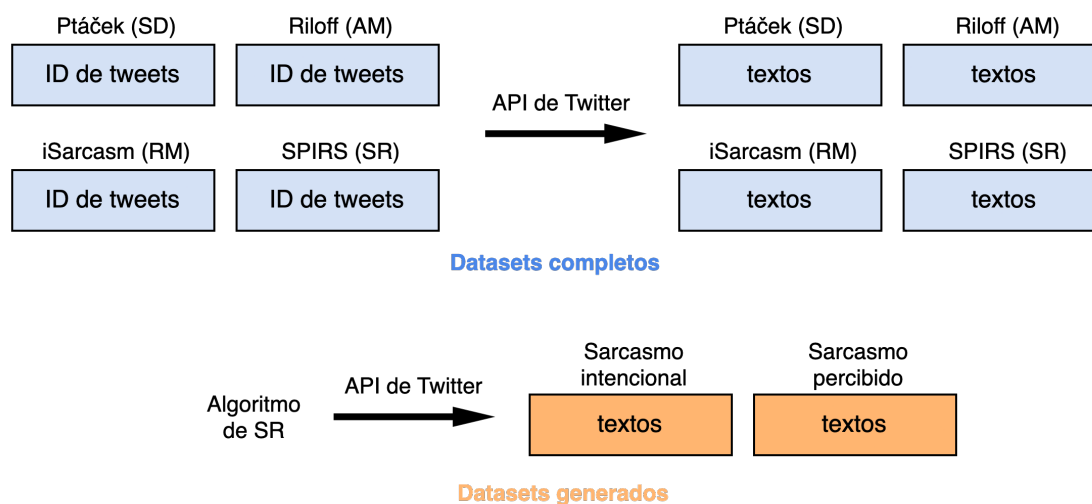 Ptáček (SD)
Riloff (AM)
ID de tweets
ID de tweets
iSarcasm (RM)
SPIRS (SR)
ID de tweets
ID de tweets
API de Twitter
Ptáček (SD)
Riloff (AM)
textos
textos
iSarcasm (RM)
SPIRS (SR)
textos
textos
Datasets completos
Algoritmo
de SR
API de Twitter
Sarcasmo
intencional
textos
Sarcasmo
percibido
textos
Datasets generados